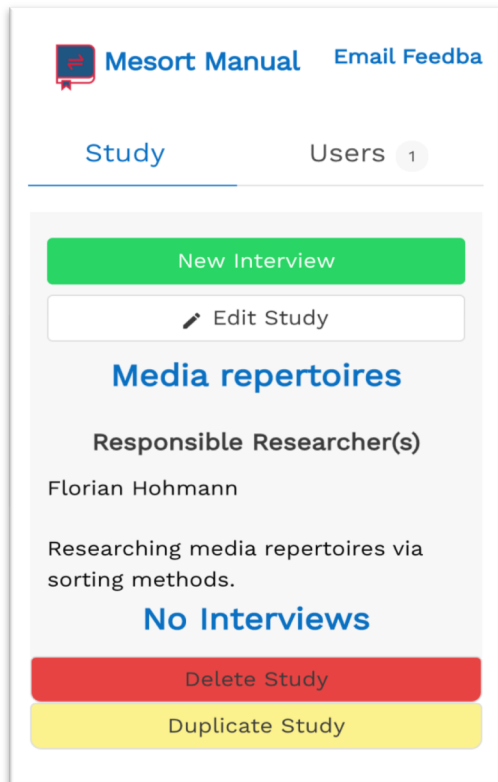 Mesort Manual Email Feedba
Study Users 1
New Interview
Edit Study
Media repertoires
Responsible Researcher(s)
Florian Hohmann
Researching media repertoires via
sorting methods.
No Interviews
Delete Study
Duplicate Study